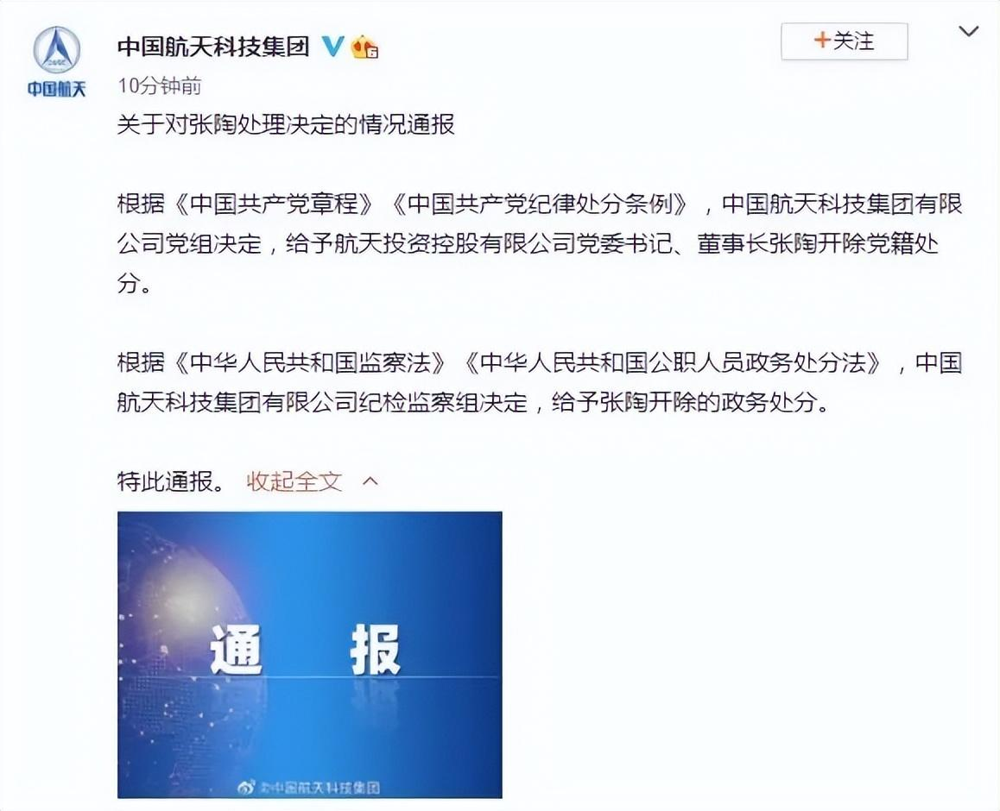 中国航天科技集团
+关注
中国航天
10分钟前
关于对张陶处理决定的情况通报
根据《中国共产党章程》《中国共产党纪律处分条例》，中国航天科技集团有限
公司党组决定，给予航天投资控股有限公司党委书记、董事长张陶开除党籍处
分。
根据《中华人民共和国监察法》《中华人民共和国公职人员政务处分法》，中国
航天科技集团有限公司纪检监察组决定，给予张陶开除的政务处分。
特此通报。 收起全文
通 报
中国航天科技集团